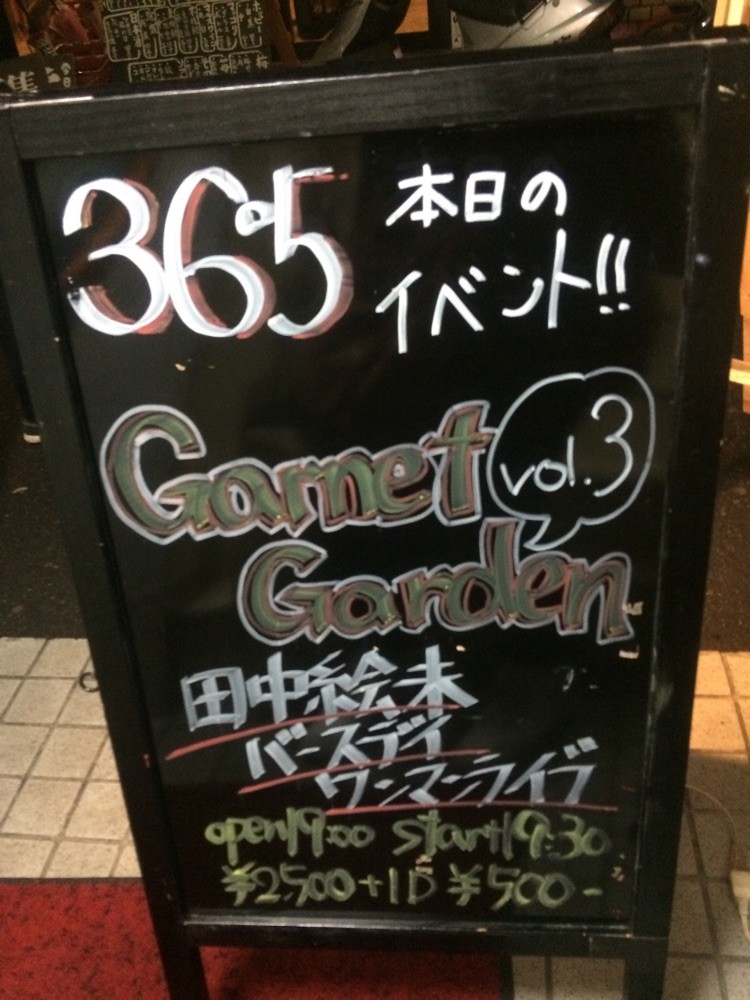 365
本日の
イベント!!
Garnet
vol.3
Garden
田中絵未
バースデイ
ワンマンライブ
open19:00 start19:30
¥2,500+1D ¥500-